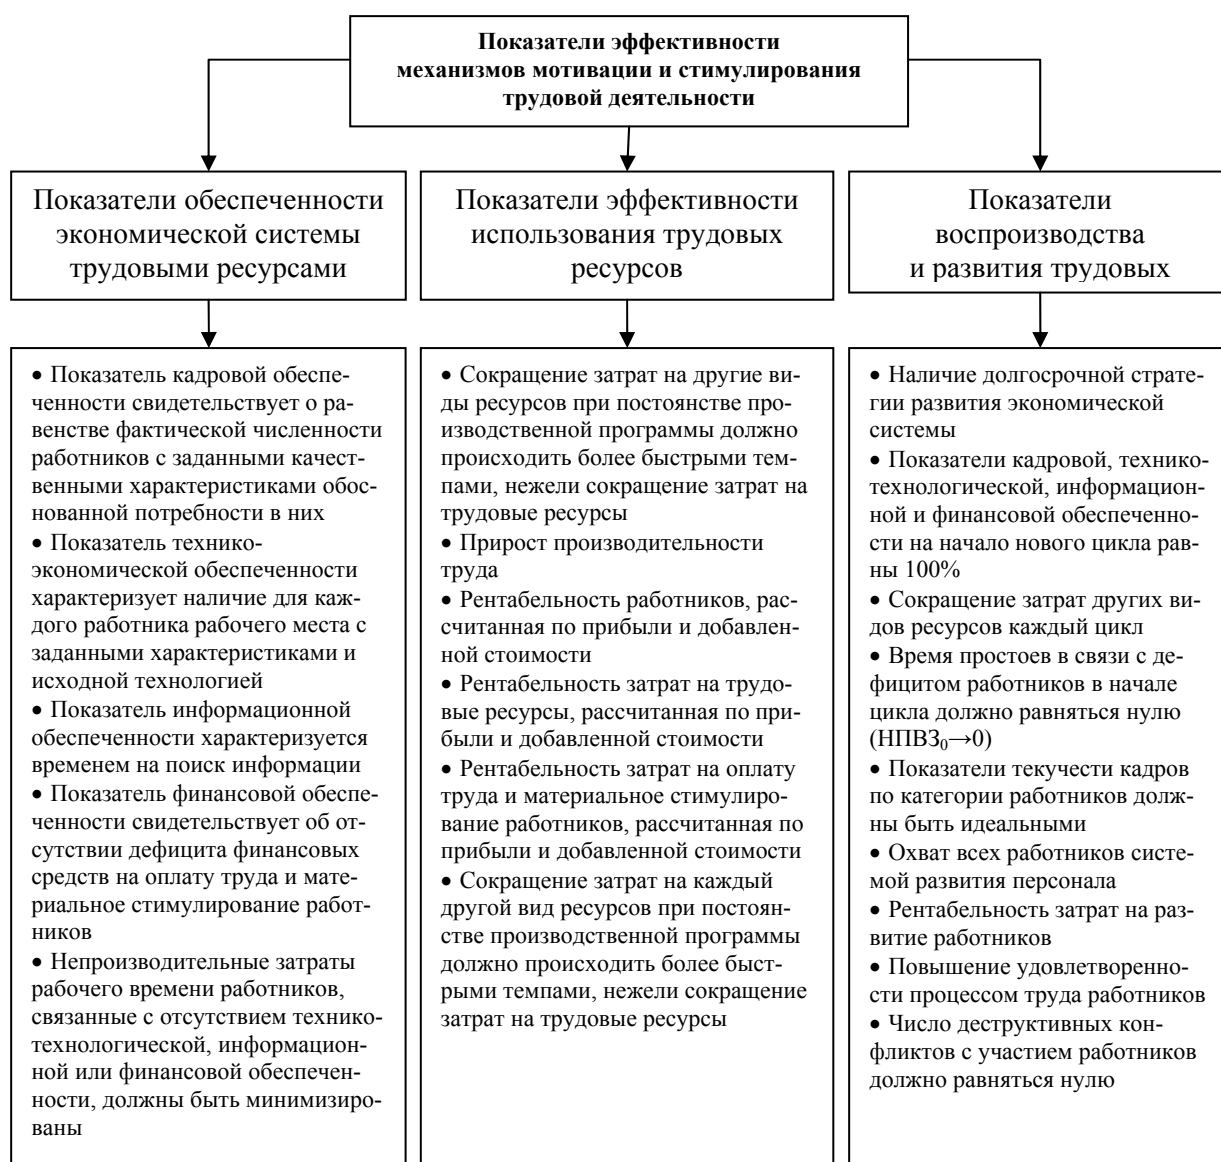 Показатели эффективности
механизмов мотивации и стимулирования
трудовой деятельности
Показатели обеспеченности
экономической системы
трудовыми ресурсами
Показатели эффективности
использования трудовых
ресурсов
Показатели
воспроизводства
и развития трудовых
• Показатель кадровой обеспе-
ченности свидетельствует о ра-
венстве фактической численности
работников с заданными качест-
венными характеристиками обос-
нованной потребности в них
• Показатель технико-
экономической обеспеченности
характеризует наличие для каж-
дого работника рабочего места с
заданными характеристиками и
исходной технологией
• Показатель информационной
обеспеченности характеризуется
временем на поиск информации
• Показатель финансовой обеспе-
ченности свидетельствует об от-
сутствии дефицита финансовых
средств на оплату труда и мате-
риальное стимулирование работ-
ников
• Непроизводительные затраты
рабочего времени работников,
связанные с отсутствием технико-
технологической, информацион-
ной или финансовой обеспечен-
ности, должны быть минимизиро-
ваны
• Сокращение затрат на другие ви-
ды ресурсов при постоянстве про-
изводственной программы должно
происходить более быстрыми тем-
пами, нежели сокращение затрат на
трудовые ресурсы
• Прирост производительности
труда
• Рентабельность работников, рас-
считанная по прибыли и добавлен-
ной стоимости
• Рентабельность затрат на трудо-
вые ресурсы, рассчитанная по при-
были и добавленной стоимости
• Рентабельность затрат на оплату
труда и материальное стимулиро-
вание работников, рассчитанная по
прибыли и добавленной стоимости
• Сокращение затрат на каждый
другой вид ресурсов при постоян-
стве производственной программы
должно происходить более быст-
рыми темпами, нежели сокращение
затрат на трудовые ресурсы
• Наличие долгосрочной страте-
гии развития экономической
системы
• Показатели кадровой, технико-
технологической, информацион-
ной и финансовой обеспеченно-
сти на начало нового цикла рав-
ны 100%
• Сокращение затрат других ви-
дов ресурсов каждый цикл
• Время простоев в связи с де-
фицитом работников в начале
цикла должно равняться нулю
(НПВЗ₀→0)
• Показатели текучести кадров
по категории работников долж-
ны быть идеальными
• Охват всех работников систе-
мой развития персонала
• Рентабельность затрат на раз-
витие работников
• Повышение удовлетворенно-
сти процессом труда работников
• Число деструктивных кон-
фликтов с участием работников
должно равняться нулю